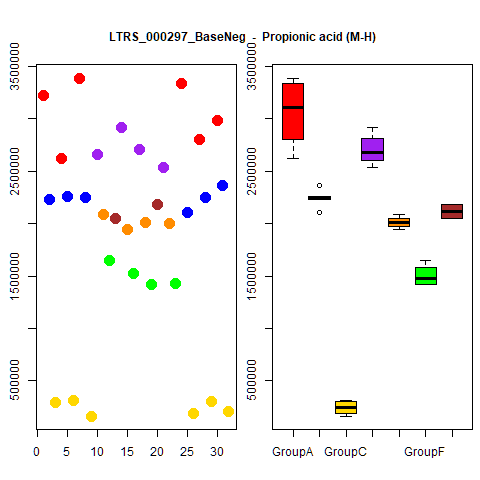 LTRS_000297_BaseNeg - Propionic acid (M-H)
3500000
2500000
1500000
500000
0 5 10 15 20 25 30
3500000
2500000
1500000
500000
GroupA GroupC GroupF